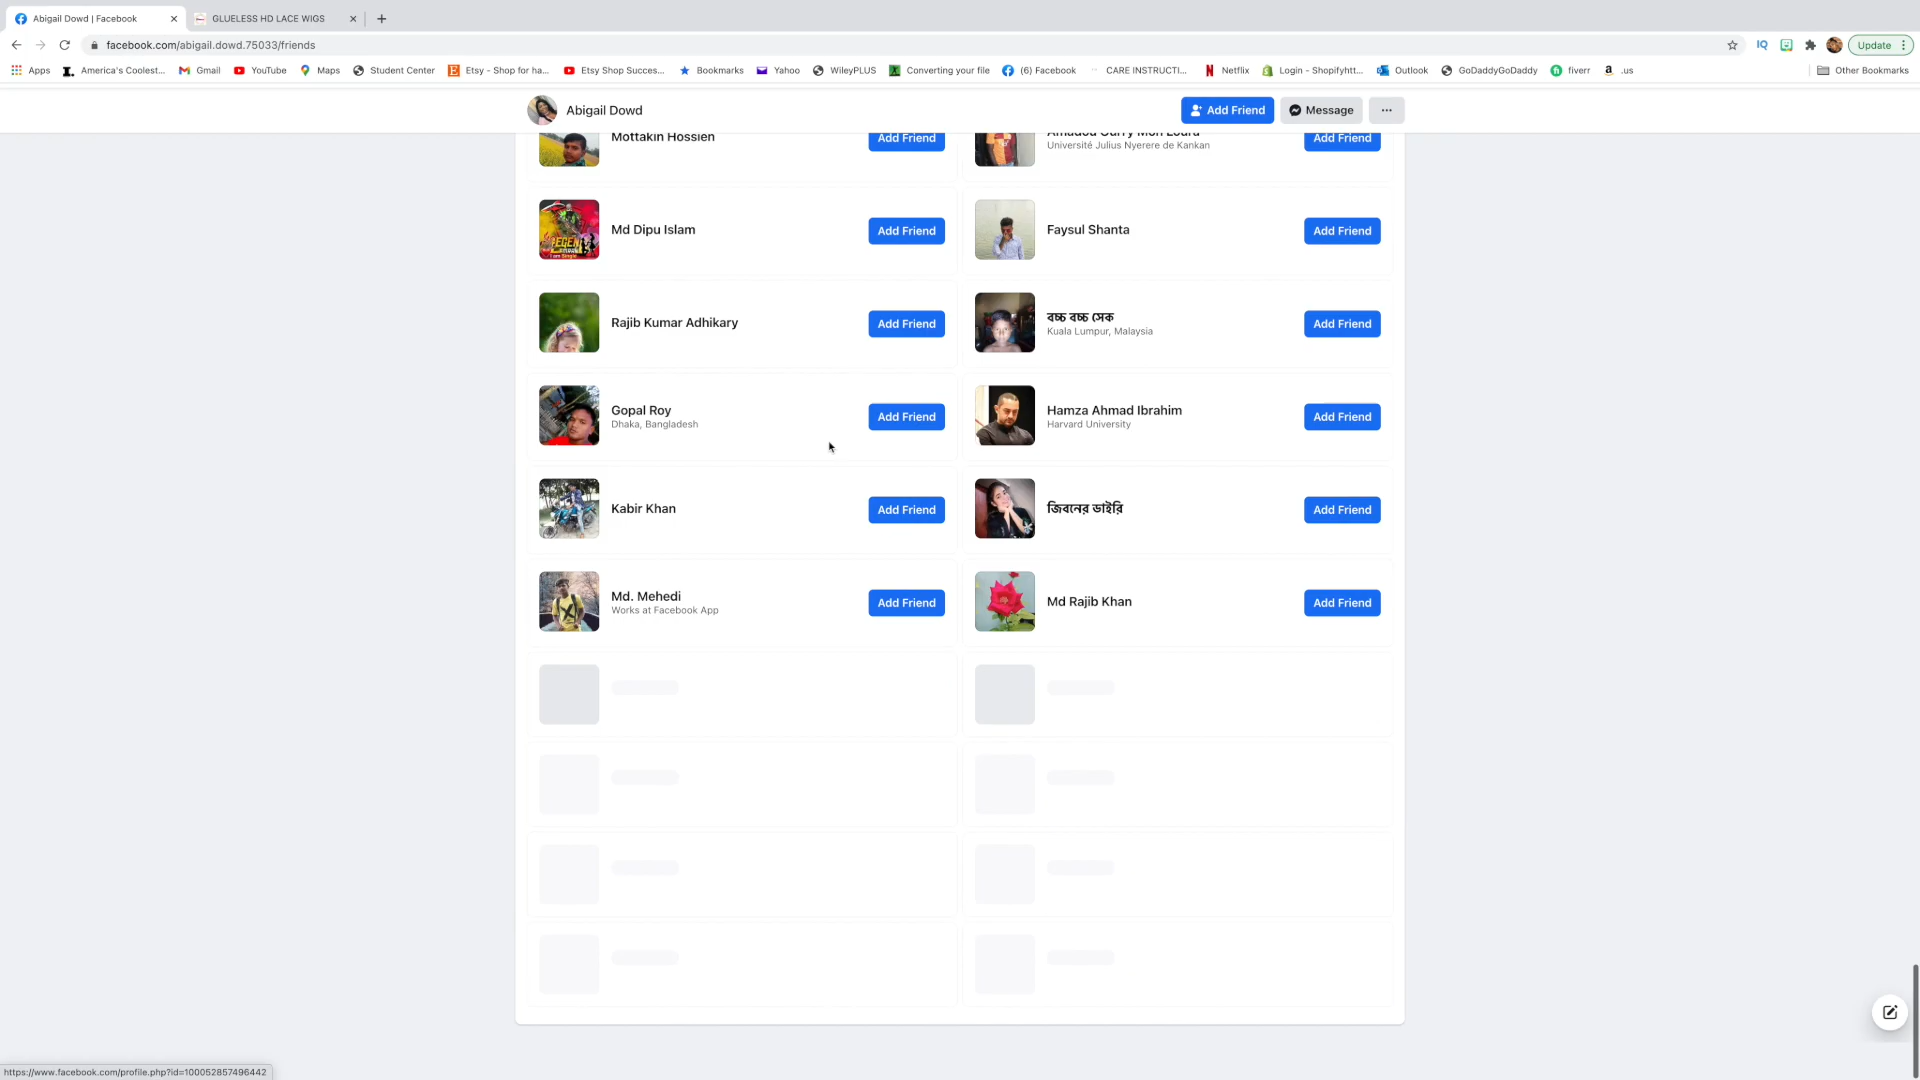 Abigail Dowd | Facebook
GLUELESS HD LACE WIGS
facebook.com/abigail.dowd.75033/friends
IQ
Update
Apps
America's Coolest...
Gmail
YouTube
Maps
Student Center
Etsy - Shop for ha...
Etsy Shop Succes...
Bookmarks
Yahoo
WileyPLUS
Converting your file
(6) Facebook
CARE INSTRUCTI...
Netflix
Login - Shopifyhtt...
Outlook
GoDaddyGoDaddy
fiverr
.us
Other Bookmarks
Abigail Dowd
Add Friend
Message
Mottakin Hossien
Add Friend
Université Julius Nyerere de Kankan
Add Friend
Md Dipu Islam
Add Friend
Faysul Shanta
Add Friend
Rajib Kumar Adhikary
Add Friend
বচ্চ বচ্চ সেক
Kuala Lumpur, Malaysia
Add Friend
Gopal Roy
Dhaka, Bangladesh
Add Friend
Hamza Ahmad Ibrahim
Harvard University
Add Friend
Kabir Khan
Add Friend
জিবনের ডাইরি
Add Friend
Md. Mehedi
Works at Facebook App
Add Friend
Md Rajib Khan
Add Friend
https://www.facebook.com/profile.php?id=100052857496442